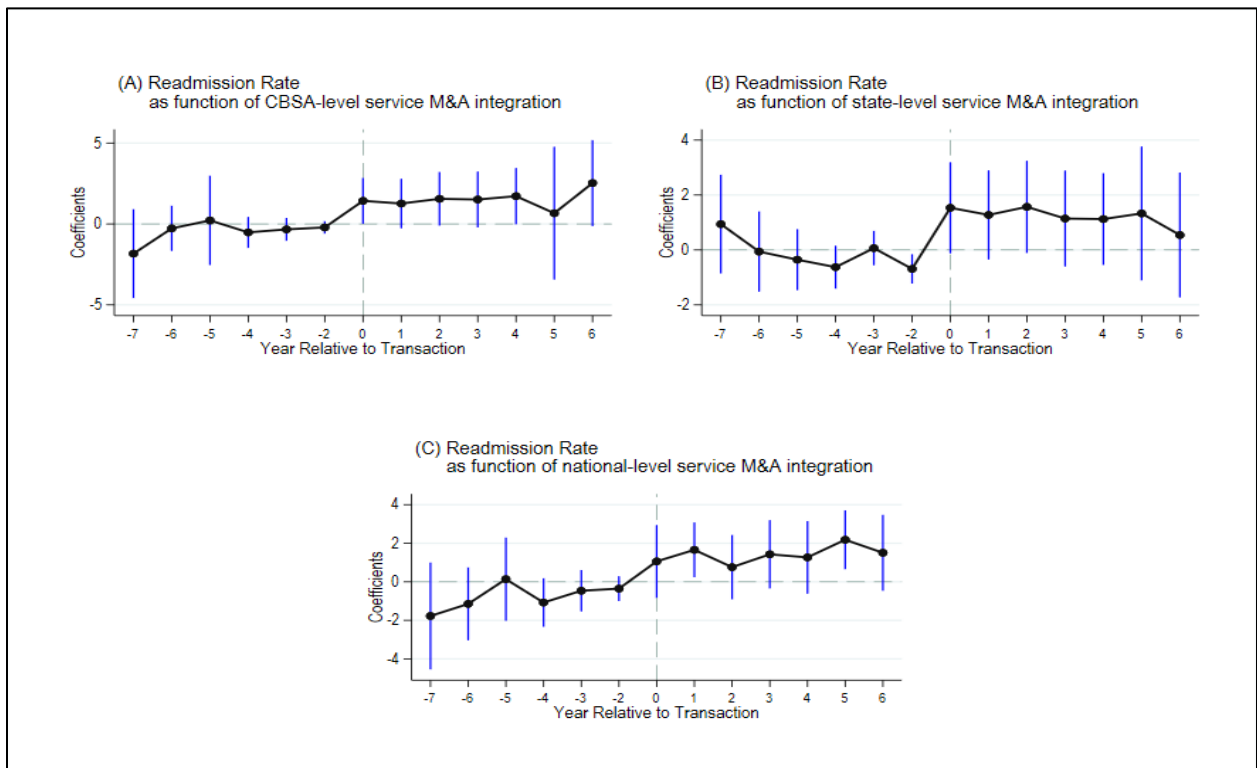 (A) Readmission Rate
as function of CBSA-level service M&A integration
Coefficients
5
0
-5
-7 -6 -5 -4 -3 -2 0 1 2 3 4 5 6
Year Relative to Transaction
(B) Readmission Rate
as function of state-level service M&A integration
Coefficients
4
2
0
-2
-7 -6 -5 -4 -3 -2 0 1 2 3 4 5 6
Year Relative to Transaction
(C) Readmission Rate
as function of national-level service M&A integration
Coefficients
4
2
0
-2
-4
-7 -6 -5 -4 -3 -2 0 1 2 3 4 5 6
Year Relative to Transaction